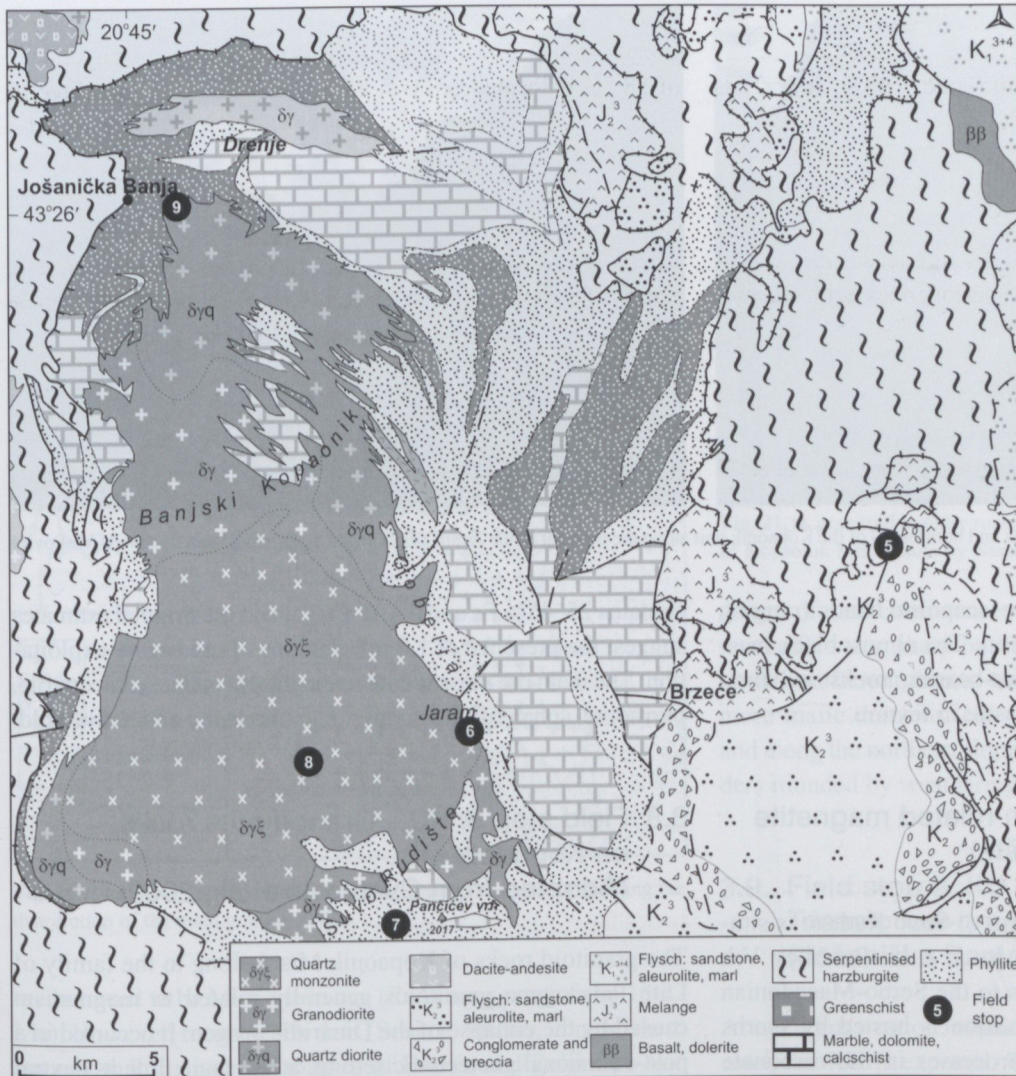 20°45'
K₁³⁺⁴
J₂³
ββ
δγ
Drenje
Jošanička Banja
9
43°26'
δγq
δγ
Banjski Kopaonik
δγq
5
K₂³
J₂³
J₂³
δγξ
J₂³
Gobelja
Jaram
6
Brzeće
K₂³
8
δγξ
Suvo Rudište
K₂³
δγq
δγ
δγ
δγ
7
Pančićev vrh
2017
K₂³
0 5
km
δγξ Quartz monzonite
δγ Granodiorite
δγq Quartz diorite
Dacite-andesite
K₂³ Flysch: sandstone, aleurolite, marl
K₂³ Conglomerate and breccia
K₁³⁺⁴ Flysch: sandstone, aleurolite, marl
J₂³ Melange
ββ Basalt, dolerite
Serpentinised harzburgite
Greenschist
Marble, dolomite, calcschist
Phyllite
5 Field stop